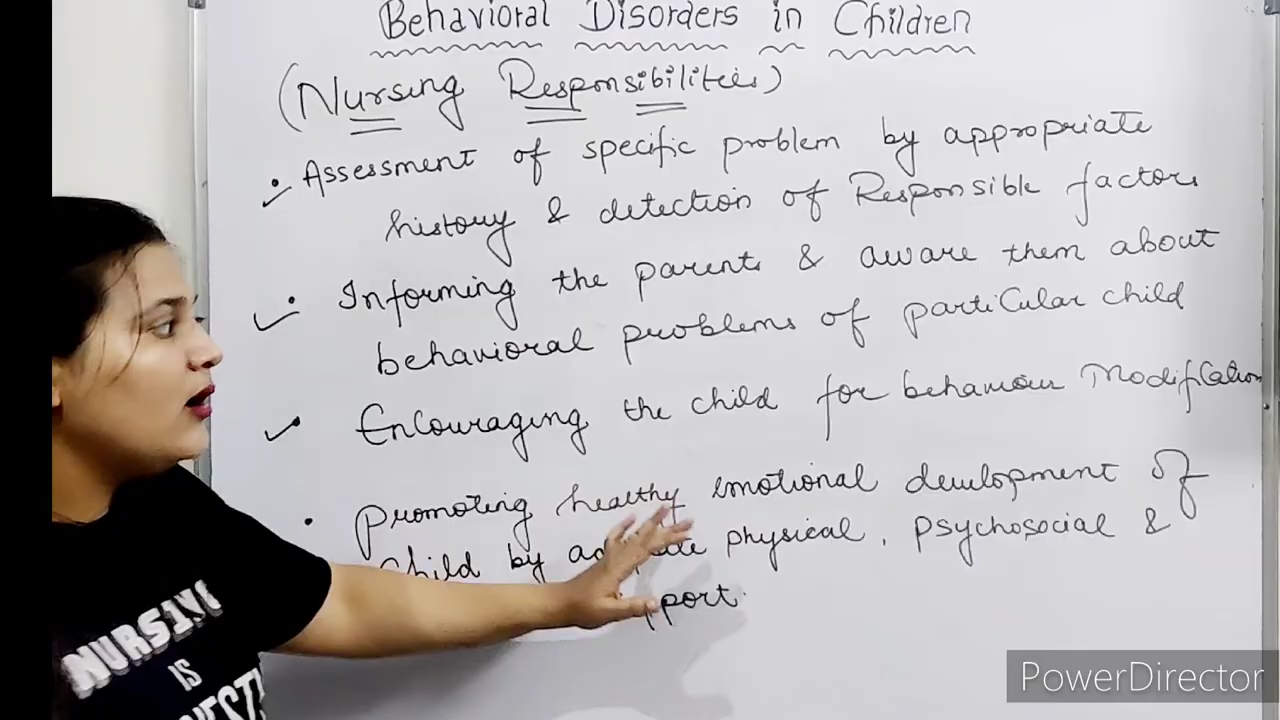 Behavioral Disorders in Children
(Nursing Responsibilities)
Assessment of specific problem by appropriate
history & detection of Responsible factors
Informing the parents & aware them about
behavioral problems of particular child
Encouraging the child for behaviour Modification
Promoting healthy emotional development of
Child by physical, psychosocial &
NURSING
IS
PowerDirector